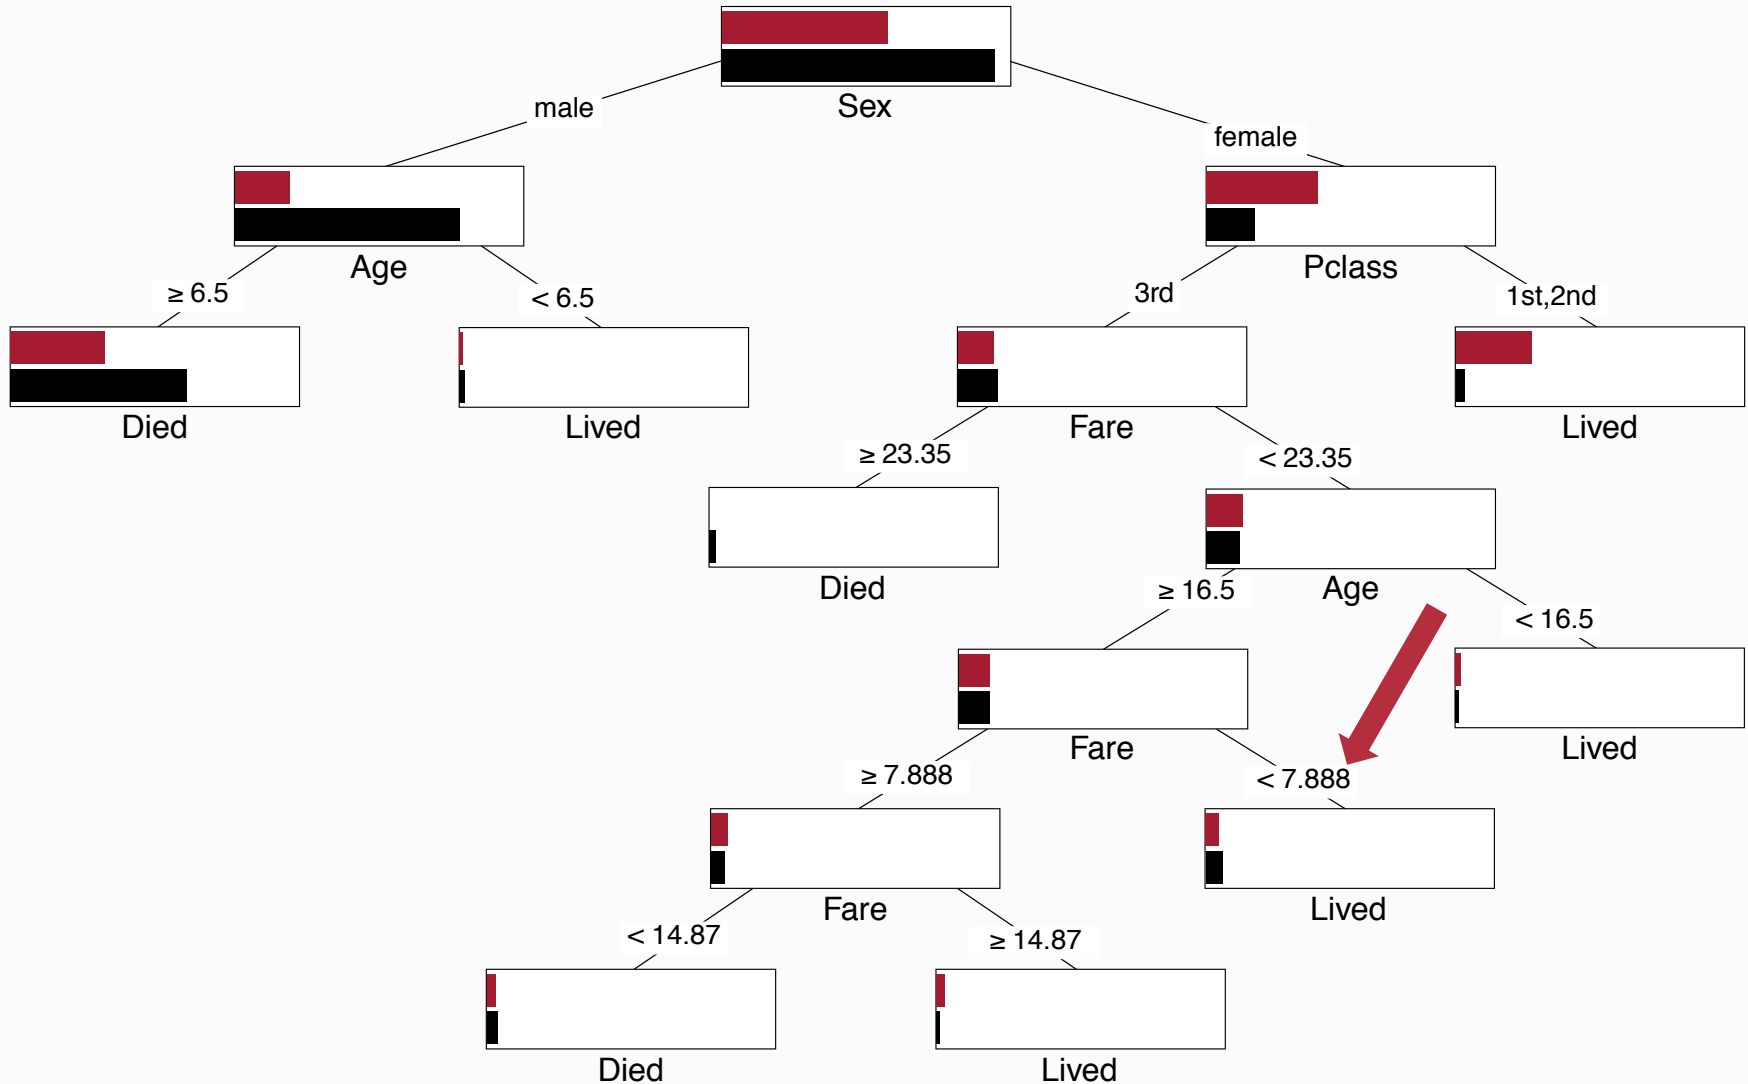 Sex
male
female
Age
Pclass
≥ 6.5
< 6.5
3rd
1st,2nd
Died
Lived
Fare
Lived
≥ 23.35
< 23.35
Died
Age
≥ 16.5
< 16.5
Fare
Lived
≥ 7.888
< 7.888
Fare
Lived
< 14.87
≥ 14.87
Died
Lived